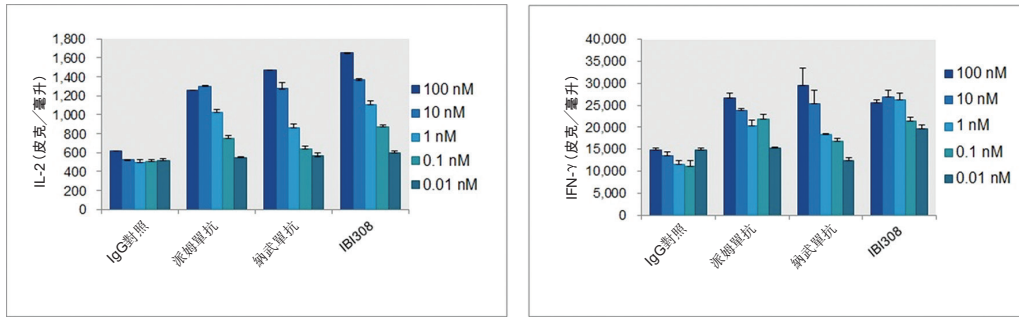 IL-2 (皮克／毫升)
1,800
1,600
1,400
1,200
1,000
800
600
400
200
0
IgG對照
派姆單抗
納武單抗
IBI308
100 nM
10 nM
1 nM
0.1 nM
0.01 nM
IFN-γ (皮克／毫升)
40,000
35,000
30,000
25,000
20,000
15,000
10,000
5,000
0
IgG對照
派姆單抗
納武單抗
IBI308
100 nM
10 nM
1 nM
0.1 nM
0.01 nM